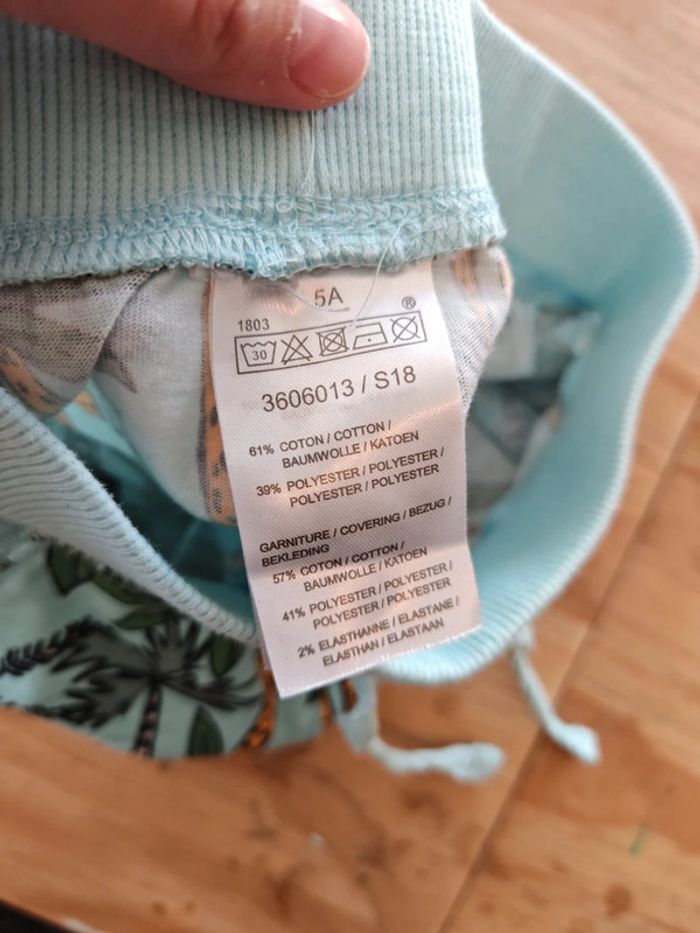 5A
®
1803
30
3606013 / S18
61% COTON / COTTON /
BAUMWOLLE / KATOEN
39% POLYESTER / POLYESTER /
POLYESTER / POLYESTER
GARNITURE / COVERING / BEZUG /
BEKLEDING
57% COTON / COTTON /
BAUMWOLLE / KATOEN
41% POLYESTER / POLYESTER /
POLYESTER / POLYESTER
2% ELASTHANNE / ELASTANE /
ELASTHAN / ELASTAAN